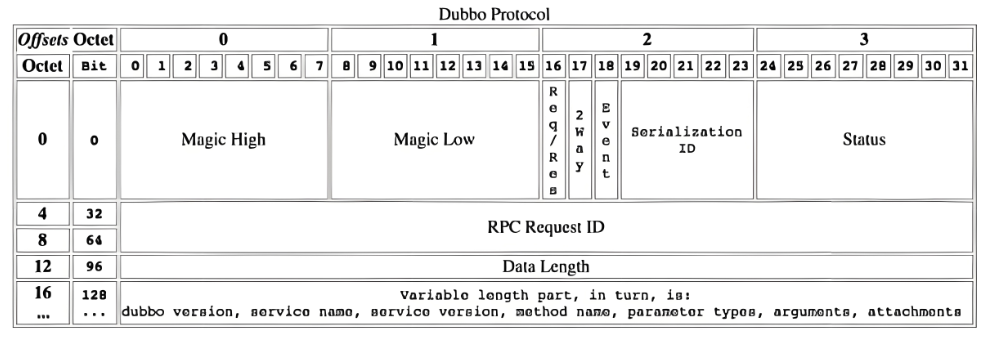 Dubbo Protocol
Offsets Octet 0 1 2 3
Octet Bit 0 1 2 3 4 5 6 7 8 9 10 11 12 13 14 15 16 17 18 19 20 21 22 23 24 25 26 27 28 29 30 31
0 0 Magic High Magic Low Req/Res 2Way Event Serialization ID Status
4 32 RPC Request ID
8 64
12 96 Data Length
16 128 Variable length part, in turn, is:
... ... dubbo version, service name, service version, method name, parameter types, arguments, attachments